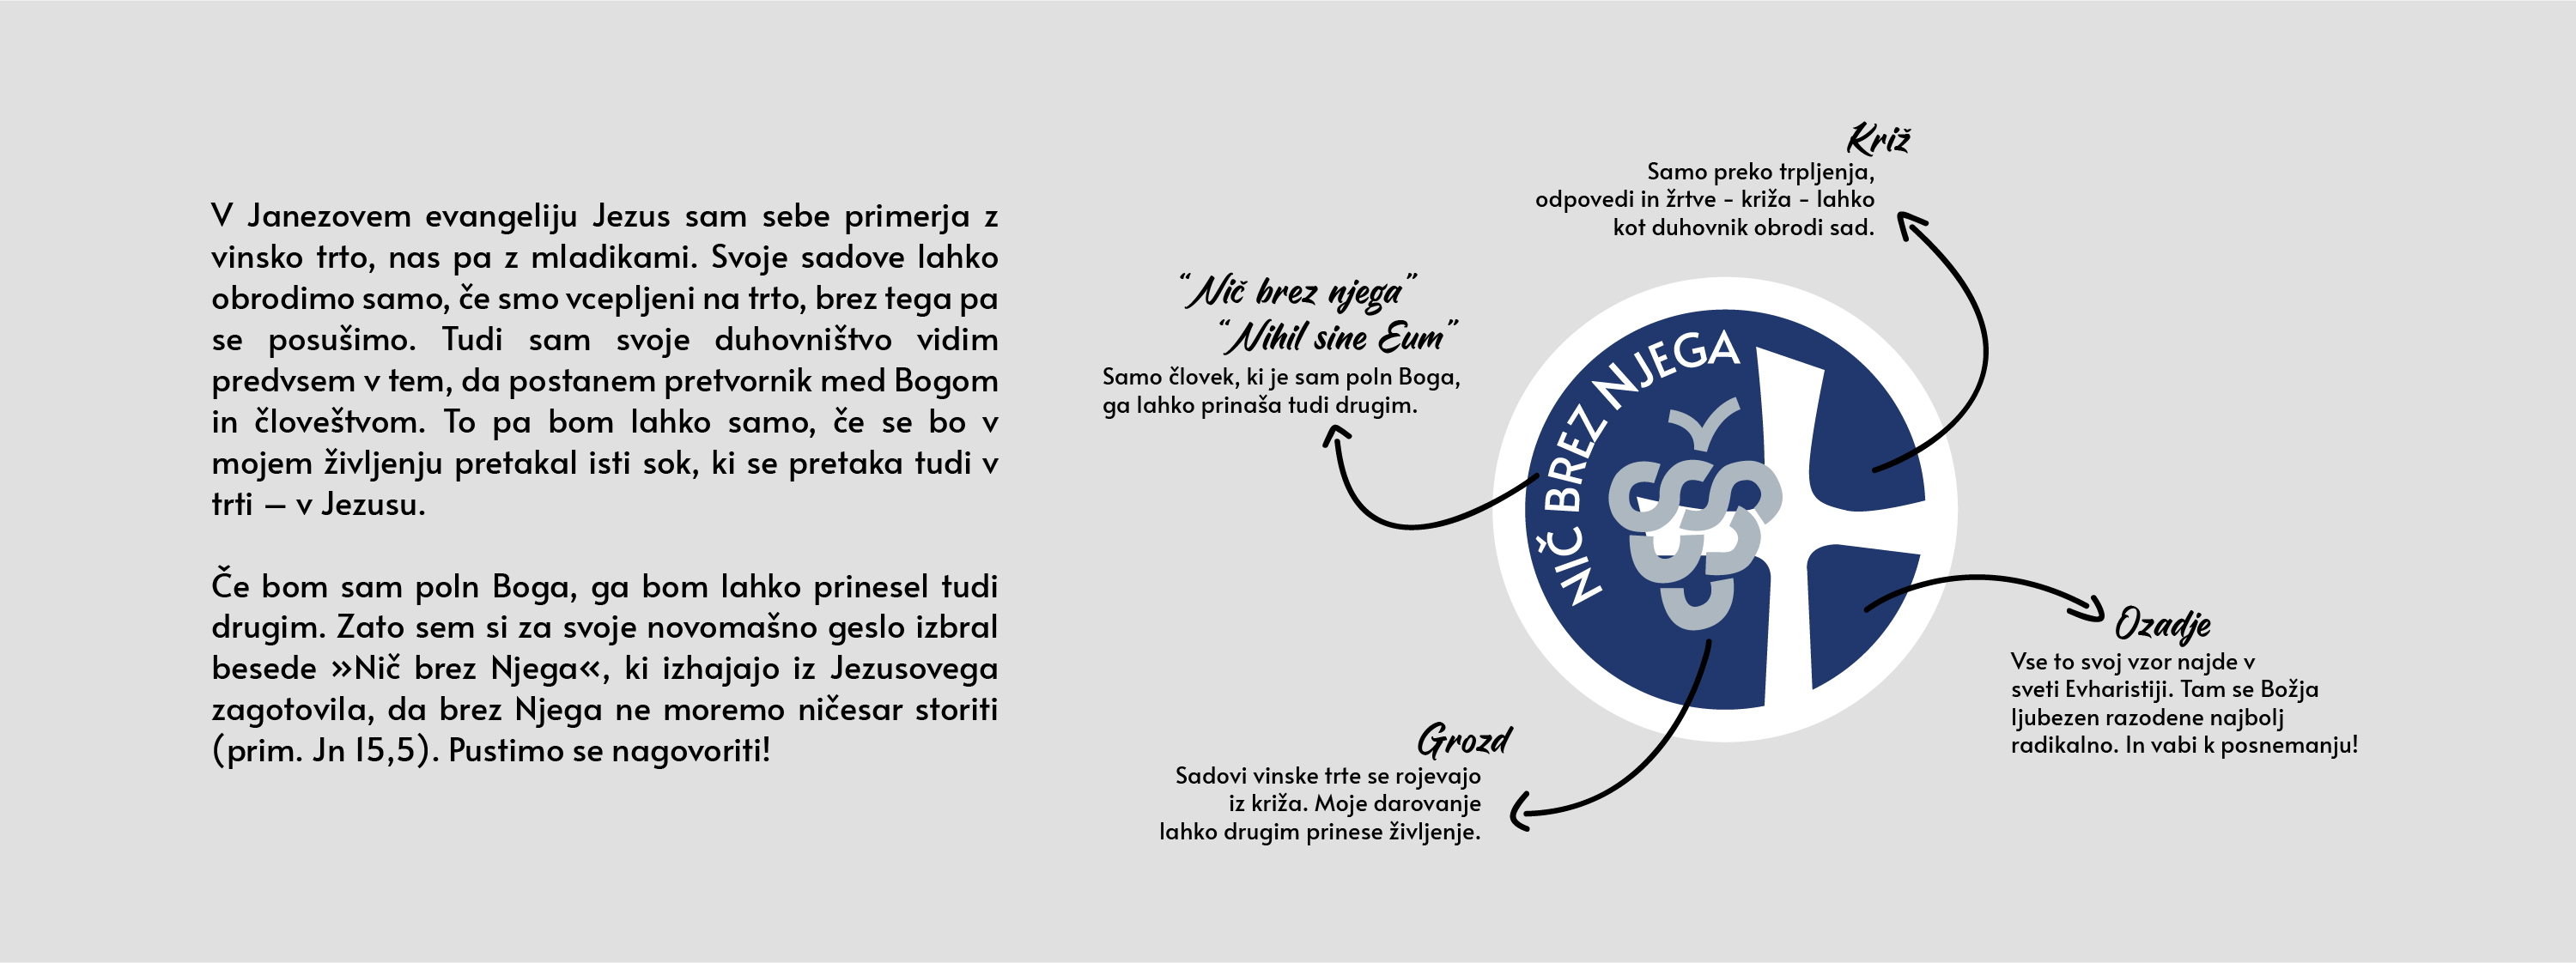 V Janezovem evangeliju Jezus sam sebe primerja z
vinsko trto, nas pa z mladikami. Svoje sadove lahko
obrodimo samo, če smo vcepljeni na trto, brez tega pa
se posušimo. Tudi sam svoje duhovništvo vidim
predvsem v tem, da postanem pretvornik med Bogom
in človeštvom. To pa bom lahko samo, če se bo v
mojem življenju pretakal isti sok, ki se pretaka tudi v
trti – v Jezusu.
Če bom sam poln Boga, ga bom lahko prinesel tudi
drugim. Zato sem si za svoje novomašno geslo izbral
besede »Nič brez Njega«, ki izhajajo iz Jezusovega
zagotovila, da brez Njega ne moremo ničesar storiti
(prim. Jn 15,5). Pustimo se nagovoriti!
Križ
Samo preko trpljenja,
odpovedi in žrtve - križa - lahko
kot duhovnik obrodi sad.
“Nič brez njega”
“Nihil sine Eum”
Samo človek, ki je sam poln Boga,
ga lahko prinaša tudi drugim.
NIČ BREZ NJEGA
Ozadje
Vse to svoj vzor najde v
sveti Evharistiji. Tam se Božja
ljubezen razodene najbolj
radikalno. In vabi k posnemanju!
Grozd
Sadovi vinske trte se rojevajo
iz križa. Moje darovanje
lahko drugim prinese življenje.